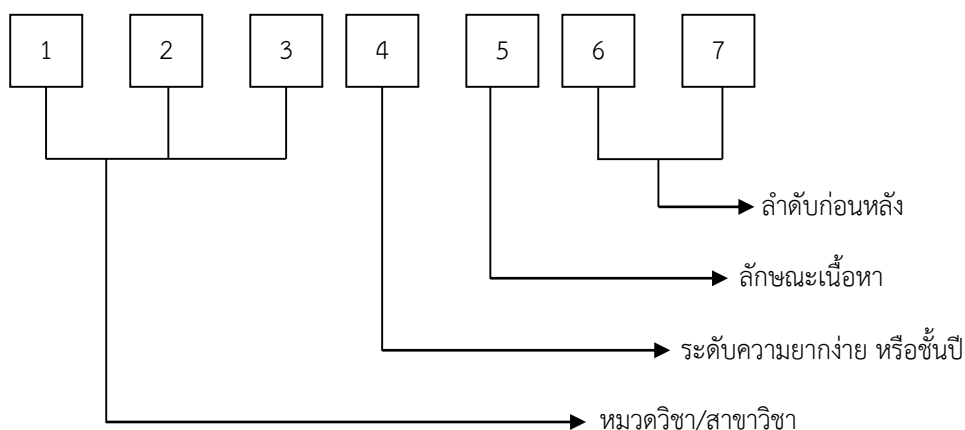 1 2 3 4 5 6 7
ลำดับก่อนหลัง
ลักษณะเนื้อหา
ระดับความยากง่าย หรือชั้นปี
หมวดวิชา/สาขาวิชา